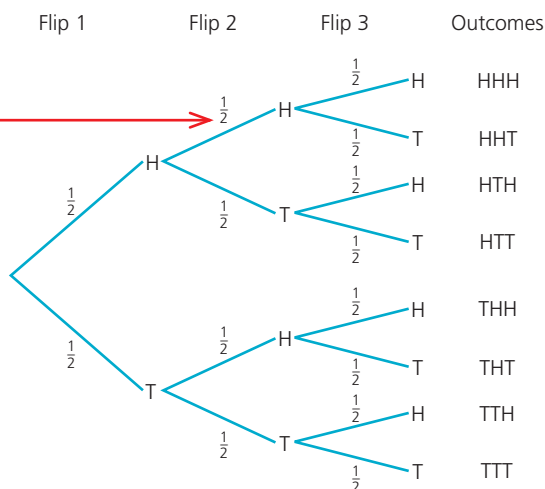 Flip 1 Flip 2 Flip 3 Outcomes
1/2 H HHH
1/2 H
1/2 T HHT
H
1/2 H HTH
1/2
1/2 T
1/2 T HTT
1/2 H THH
1/2 H
1/2
1/2 T THT
T
1/2 H TTH
1/2 T
1/2 T TTT